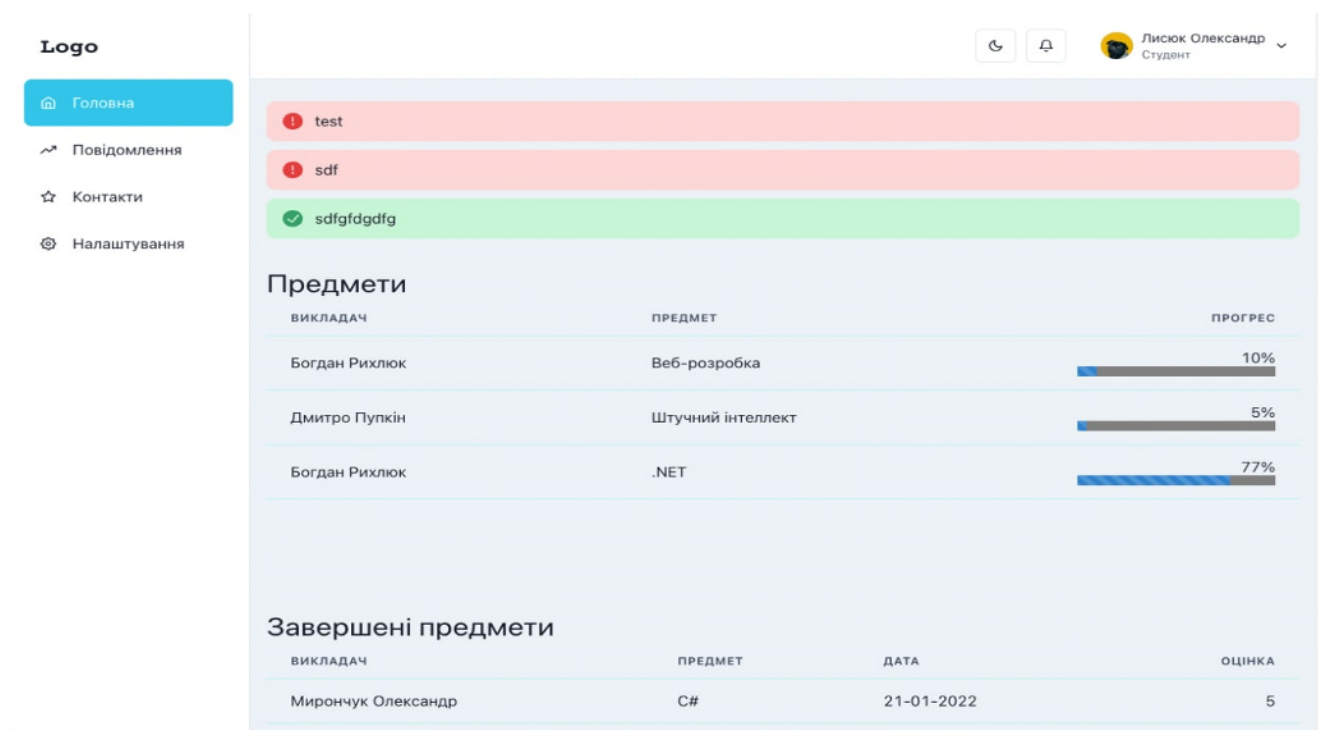 Logo
Лисюк Олександр
Студент
Головна
Повідомлення
Контакти
Налаштування
test
sdf
sdfgfdgdfg
Предмети
ВИКЛАДАЧ ПРЕДМЕТ ПРОГРЕС
Богдан Рихлюк Веб-розробка 10%
Дмитро Пупкін Штучний інтеллект 5%
Богдан Рихлюк .NET 77%
Завершені предмети
ВИКЛАДАЧ ПРЕДМЕТ ДАТА ОЦІНКА
Мирончук Олександр C# 21-01-2022 5